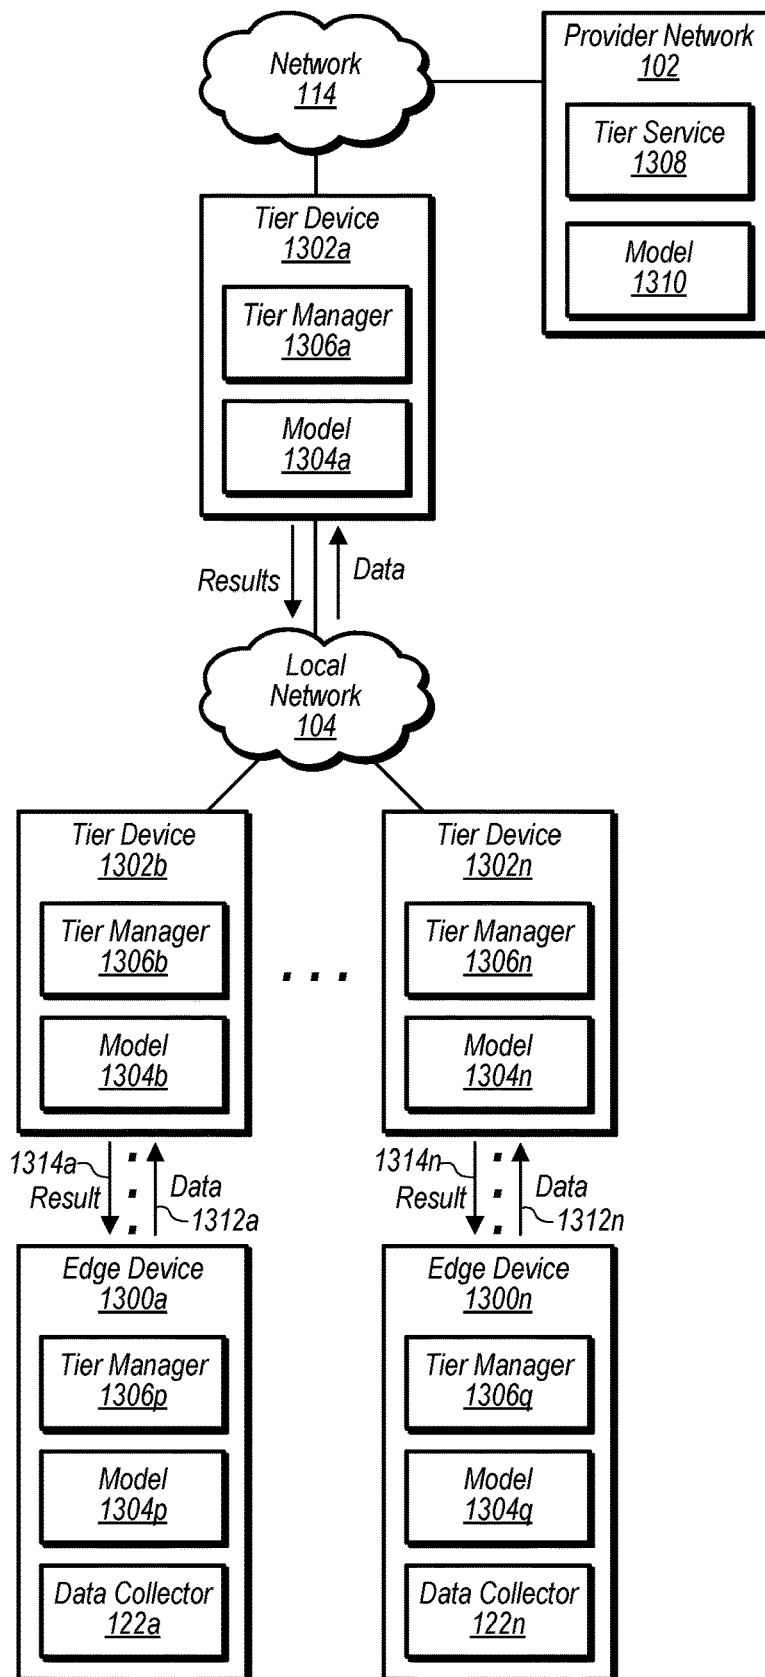 Network
114
Provider Network
102
Tier Service
1308
Model
1310
Tier Device
1302a
Tier Manager
1306a
Model
1304a
Results
Data
Local
Network
104
Tier Device
1302b
Tier Manager
1306b
Model
1304b
. . .
Tier Device
1302n
Tier Manager
1306n
Model
1304n
1314a
Result
Data
1312a
1314n
Result
Data
1312n
Edge Device
1300a
Tier Manager
1306p
Model
1304p
Data Collector
122a
Edge Device
1300n
Tier Manager
1306q
Model
1304q
Data Collector
122n